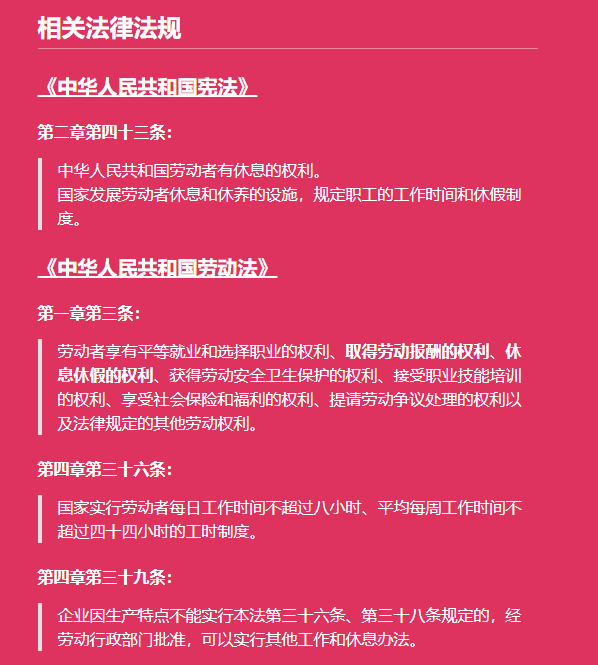 相关法律法规
《中华人民共和国宪法》
第二章第四十三条：
中华人民共和国劳动者有休息的权利。
国家发展劳动者休息和休养的设施，规定职工的工作时间和休假制
度。
《中华人民共和国劳动法》
第一章第三条：
劳动者享有平等就业和选择职业的权利、取得劳动报酬的权利、休
息休假的权利、获得劳动安全卫生保护的权利、接受职业技能培训
的权利、享受社会保险和福利的权利、提请劳动争议处理的权利以
及法律规定的其他劳动权利。
第四章第三十六条：
国家实行劳动者每日工作时间不超过八小时、平均每周工作时间不
超过四十四小时的工时制度。
第四章第三十九条：
企业因生产特点不能实行本法第三十六条、第三十八条规定的，经
劳动行政部门批准，可以实行其他工作和休息办法。